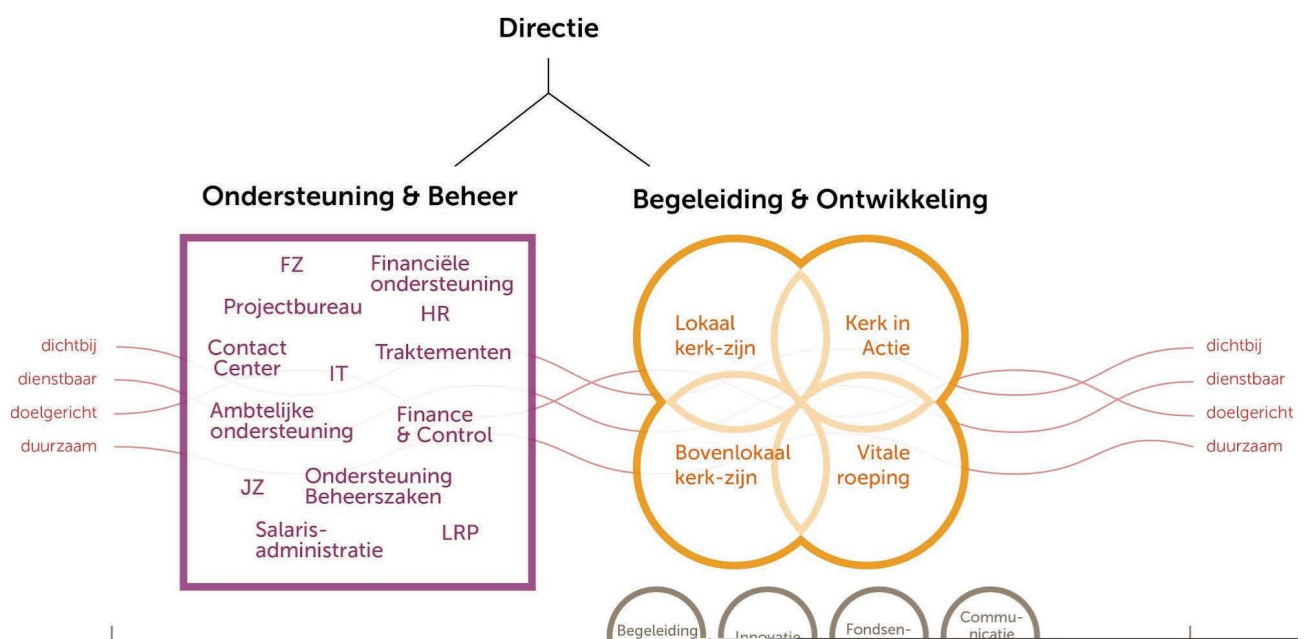 Directie
Ondersteuning & Beheer
Begeleiding & Ontwikkeling
FZ
Financiële
ondersteuning
Projectbureau
HR
Contact
Center
IT
Traktementen
Ambtelijke
ondersteuning
Finance
& Control
JZ
Ondersteuning
Beheerszaken
Salaris-
administratie
LRP
dichtbij
dienstbaar
doelgericht
duurzaam
Lokaal
kerk-zijn
Kerk in
Actie
Bovenlokaal
kerk-zijn
Vitale
roeping
dichtbij
dienstbaar
doelgericht
duurzaam
Begeleiding
Innovatie
Fondsen-
Commu-
nicatie